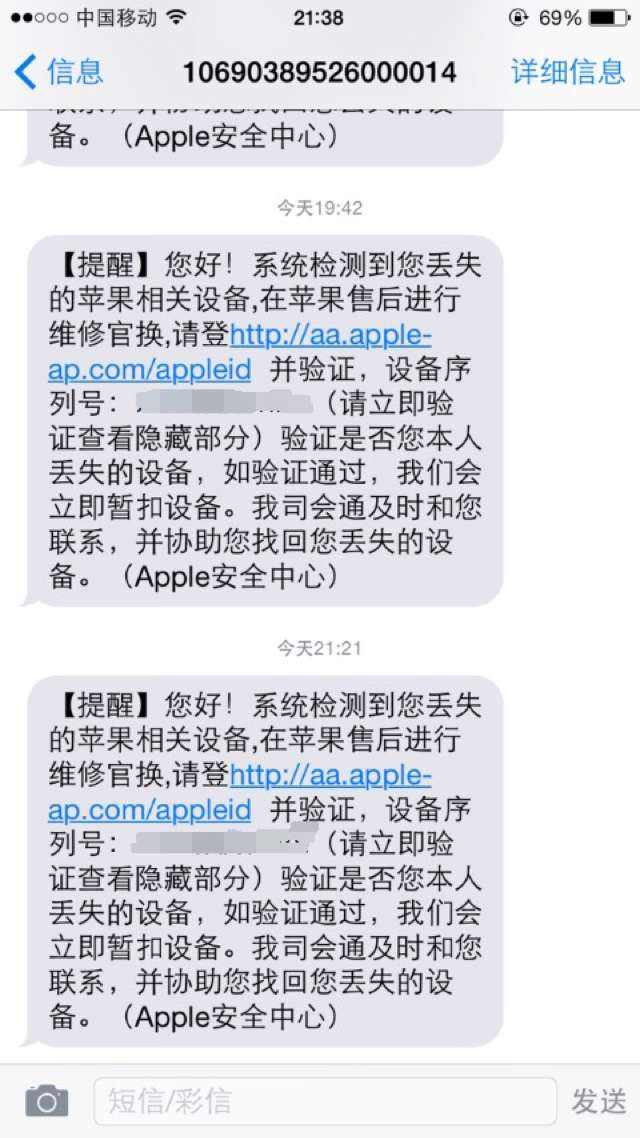 中国移动
21:38
69%
信息
10690389526000014
详细信息
备。（Apple安全中心）
今天19:42
【提醒】您好！系统检测到您丢失
的苹果相关设备,在苹果售后进行
维修官换,请登http://aa.apple-
ap.com/appleid 并验证，设备序
列号：（请立即验
证查看隐藏部分）验证是否您本人
丢失的设备，如验证通过，我们会
立即暂扣设备。我司会通及时和您
联系，并协助您找回您丢失的设
备。（Apple安全中心）
今天21:21
【提醒】您好！系统检测到您丢失
的苹果相关设备,在苹果售后进行
维修官换,请登http://aa.apple-
ap.com/appleid 并验证，设备序
列号：（请立即验
证查看隐藏部分）验证是否您本人
丢失的设备，如验证通过，我们会
立即暂扣设备。我司会通及时和您
联系，并协助您找回您丢失的设
备。（Apple安全中心）
短信/彩信
发送